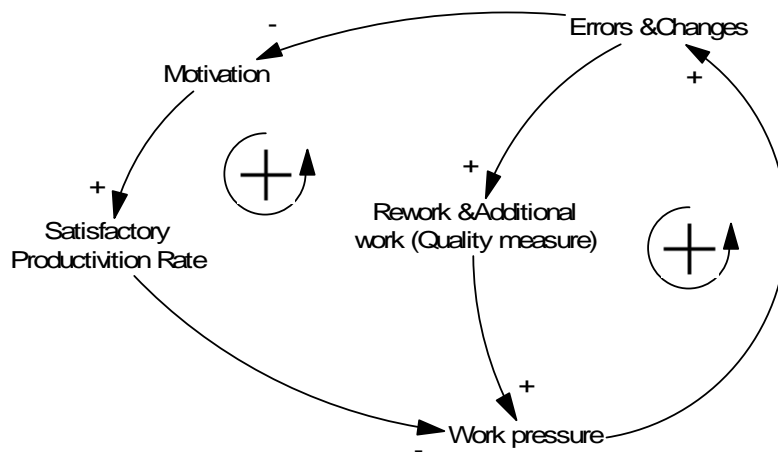 Errors &Changes
-
Motivation
+
+
+
Rework &Additional
work (Quality measure)
+
Satisfactory
Productivition Rate
+
+
+
Work pressure
-